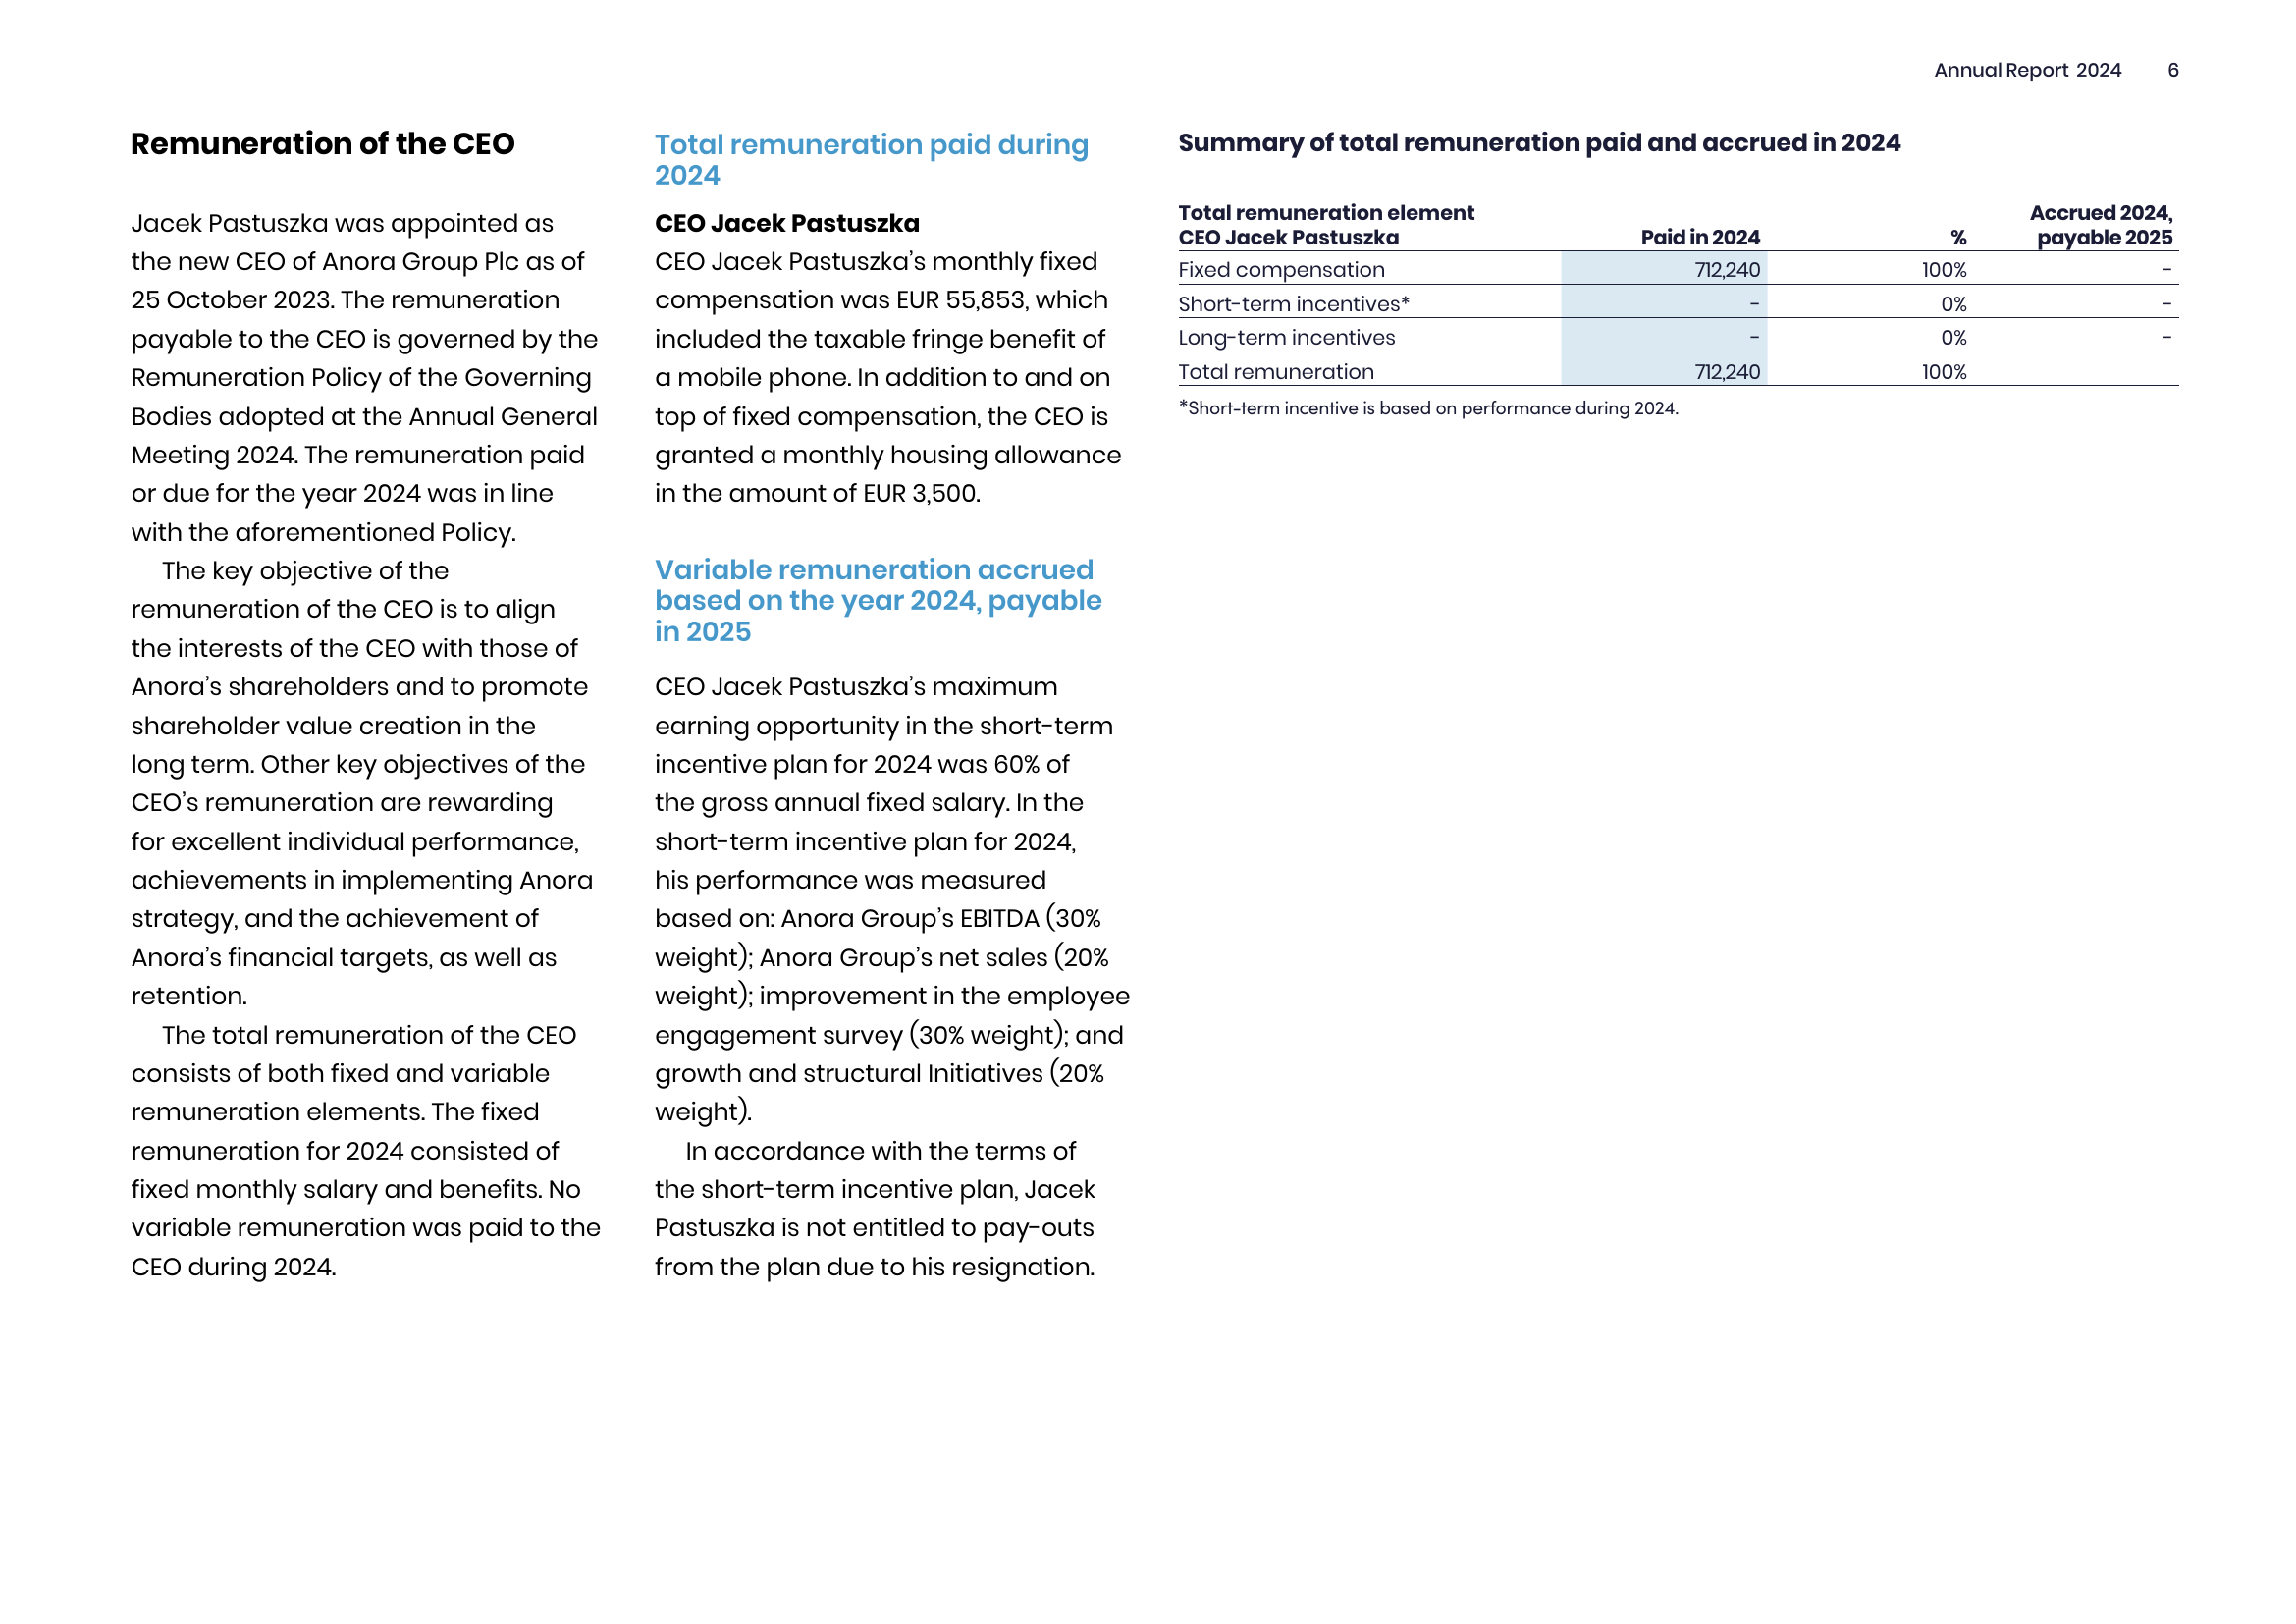 Annual Report 2024 6
Remuneration of the CEO
Jacek Pastuszka was appointed as
the new CEO of Anora Group Plc as of
25 October 2023. The remuneration
payable to the CEO is governed by the
Remuneration Policy of the Governing
Bodies adopted at the Annual General
Meeting 2024. The remuneration paid
or due for the year 2024 was in line
with the aforementioned Policy.
The key objective of the
remuneration of the CEO is to align
the interests of the CEO with those of
Anora’s shareholders and to promote
shareholder value creation in the
long term. Other key objectives of the
CEO’s remuneration are rewarding
for excellent individual performance,
achievements in implementing Anora
strategy, and the achievement of
Anora’s financial targets, as well as
retention.
The total remuneration of the CEO
consists of both fixed and variable
remuneration elements. The fixed
remuneration for 2024 consisted of
fixed monthly salary and benefits. No
variable remuneration was paid to the
CEO during 2024.
Total remuneration paid during
2024
CEO Jacek Pastuszka
CEO Jacek Pastuszka’s monthly fixed
compensation was EUR 55,853, which
included the taxable fringe benefit of
a mobile phone. In addition to and on
top of fixed compensation, the CEO is
granted a monthly housing allowance
in the amount of EUR 3,500.
Variable remuneration accrued
based on the year 2024, payable
in 2025
CEO Jacek Pastuszka’s maximum
earning opportunity in the short-term
incentive plan for 2024 was 60% of
the gross annual fixed salary. In the
short-term incentive plan for 2024,
his performance was measured
based on: Anora Group’s EBITDA (30%
weight); Anora Group’s net sales (20%
weight); improvement in the employee
engagement survey (30% weight); and
growth and structural Initiatives (20%
weight).
In accordance with the terms of
the short-term incentive plan, Jacek
Pastuszka is not entitled to pay-outs
from the plan due to his resignation.
Summary of total remuneration paid and accrued in 2024
Total remuneration element Accrued 2024,
CEO Jacek Pastuszka Paid in 2024 % payable 2025
Fixed compensation 712,240 100% –
Short-term incentives* – 0% –
Long-term incentives – 0% –
Total remuneration 712,240 100%
*Short-term incentive is based on performance during 2024.